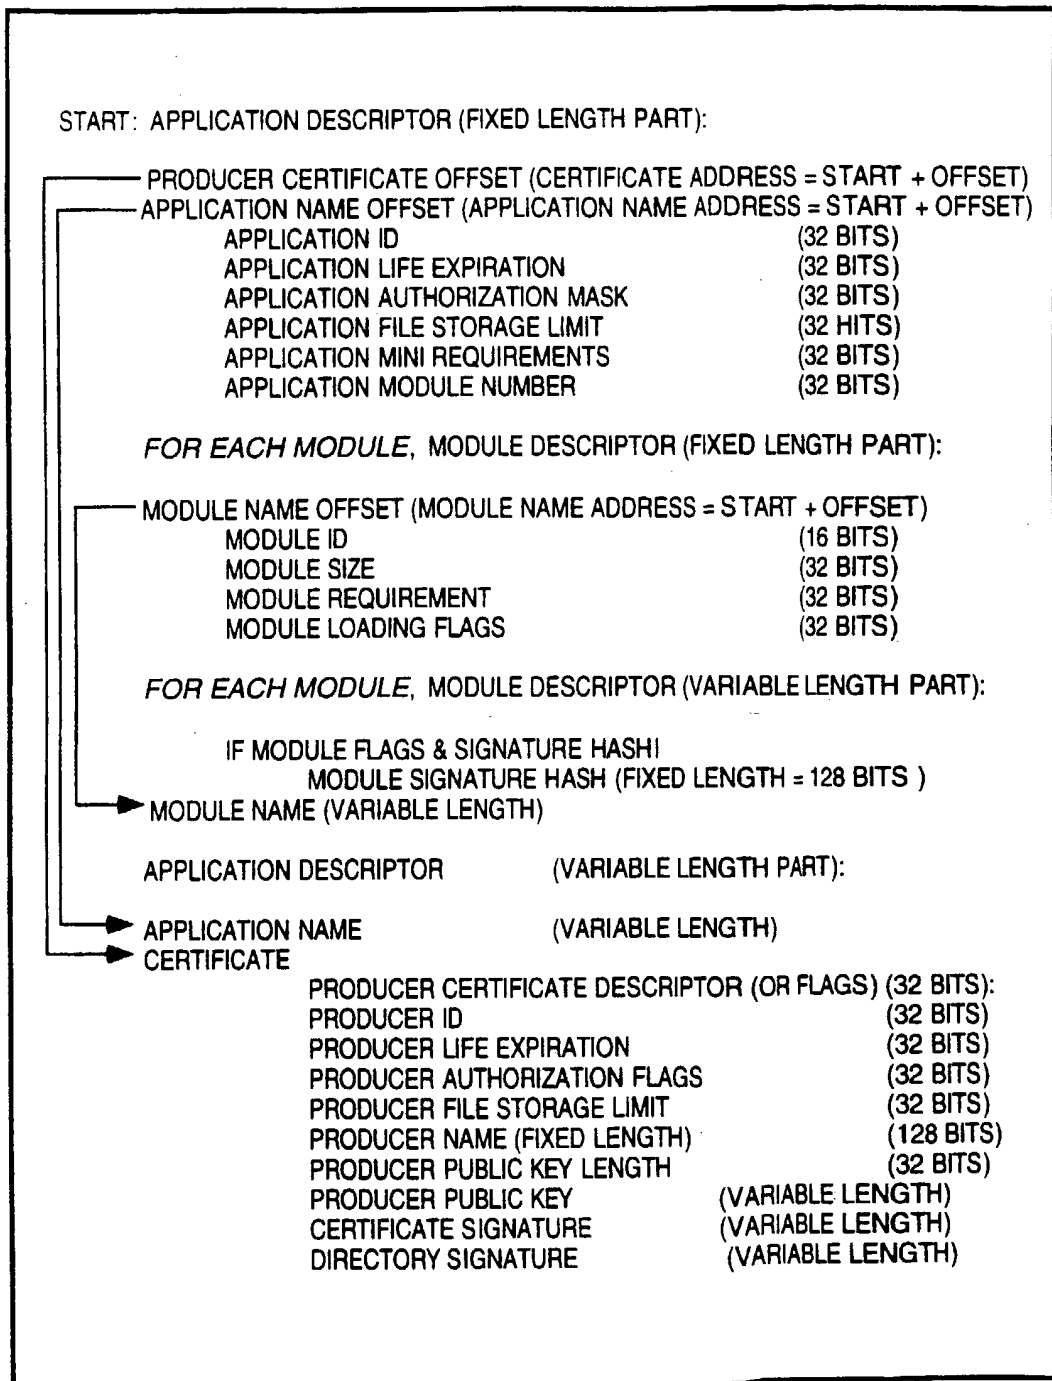 START: APPLICATION DESCRIPTOR (FIXED LENGTH PART):
PRODUCER CERTIFICATE OFFSET (CERTIFICATE ADDRESS = START + OFFSET)
APPLICATION NAME OFFSET (APPLICATION NAME ADDRESS = START + OFFSET)
APPLICATION ID (32 BITS)
APPLICATION LIFE EXPIRATION (32 BITS)
APPLICATION AUTHORIZATION MASK (32 BITS)
APPLICATION FILE STORAGE LIMIT (32 HITS)
APPLICATION MINI REQUIREMENTS (32 BITS)
APPLICATION MODULE NUMBER (32 BITS)
FOR EACH MODULE, MODULE DESCRIPTOR (FIXED LENGTH PART):
MODULE NAME OFFSET (MODULE NAME ADDRESS = START + OFFSET)
MODULE ID (16 BITS)
MODULE SIZE (32 BITS)
MODULE REQUIREMENT (32 BITS)
MODULE LOADING FLAGS (32 BITS)
FOR EACH MODULE, MODULE DESCRIPTOR (VARIABLE LENGTH PART):
IF MODULE FLAGS & SIGNATURE HASHI
MODULE SIGNATURE HASH (FIXED LENGTH = 128 BITS )
MODULE NAME (VARIABLE LENGTH)
APPLICATION DESCRIPTOR (VARIABLE LENGTH PART):
APPLICATION NAME (VARIABLE LENGTH)
CERTIFICATE
PRODUCER CERTIFICATE DESCRIPTOR (OR FLAGS) (32 BITS):
PRODUCER ID (32 BITS)
PRODUCER LIFE EXPIRATION (32 BITS)
PRODUCER AUTHORIZATION FLAGS (32 BITS)
PRODUCER FILE STORAGE LIMIT (32 BITS)
PRODUCER NAME (FIXED LENGTH) (128 BITS)
PRODUCER PUBLIC KEY LENGTH (32 BITS)
PRODUCER PUBLIC KEY (VARIABLE LENGTH)
CERTIFICATE SIGNATURE (VARIABLE LENGTH)
DIRECTORY SIGNATURE (VARIABLE LENGTH)